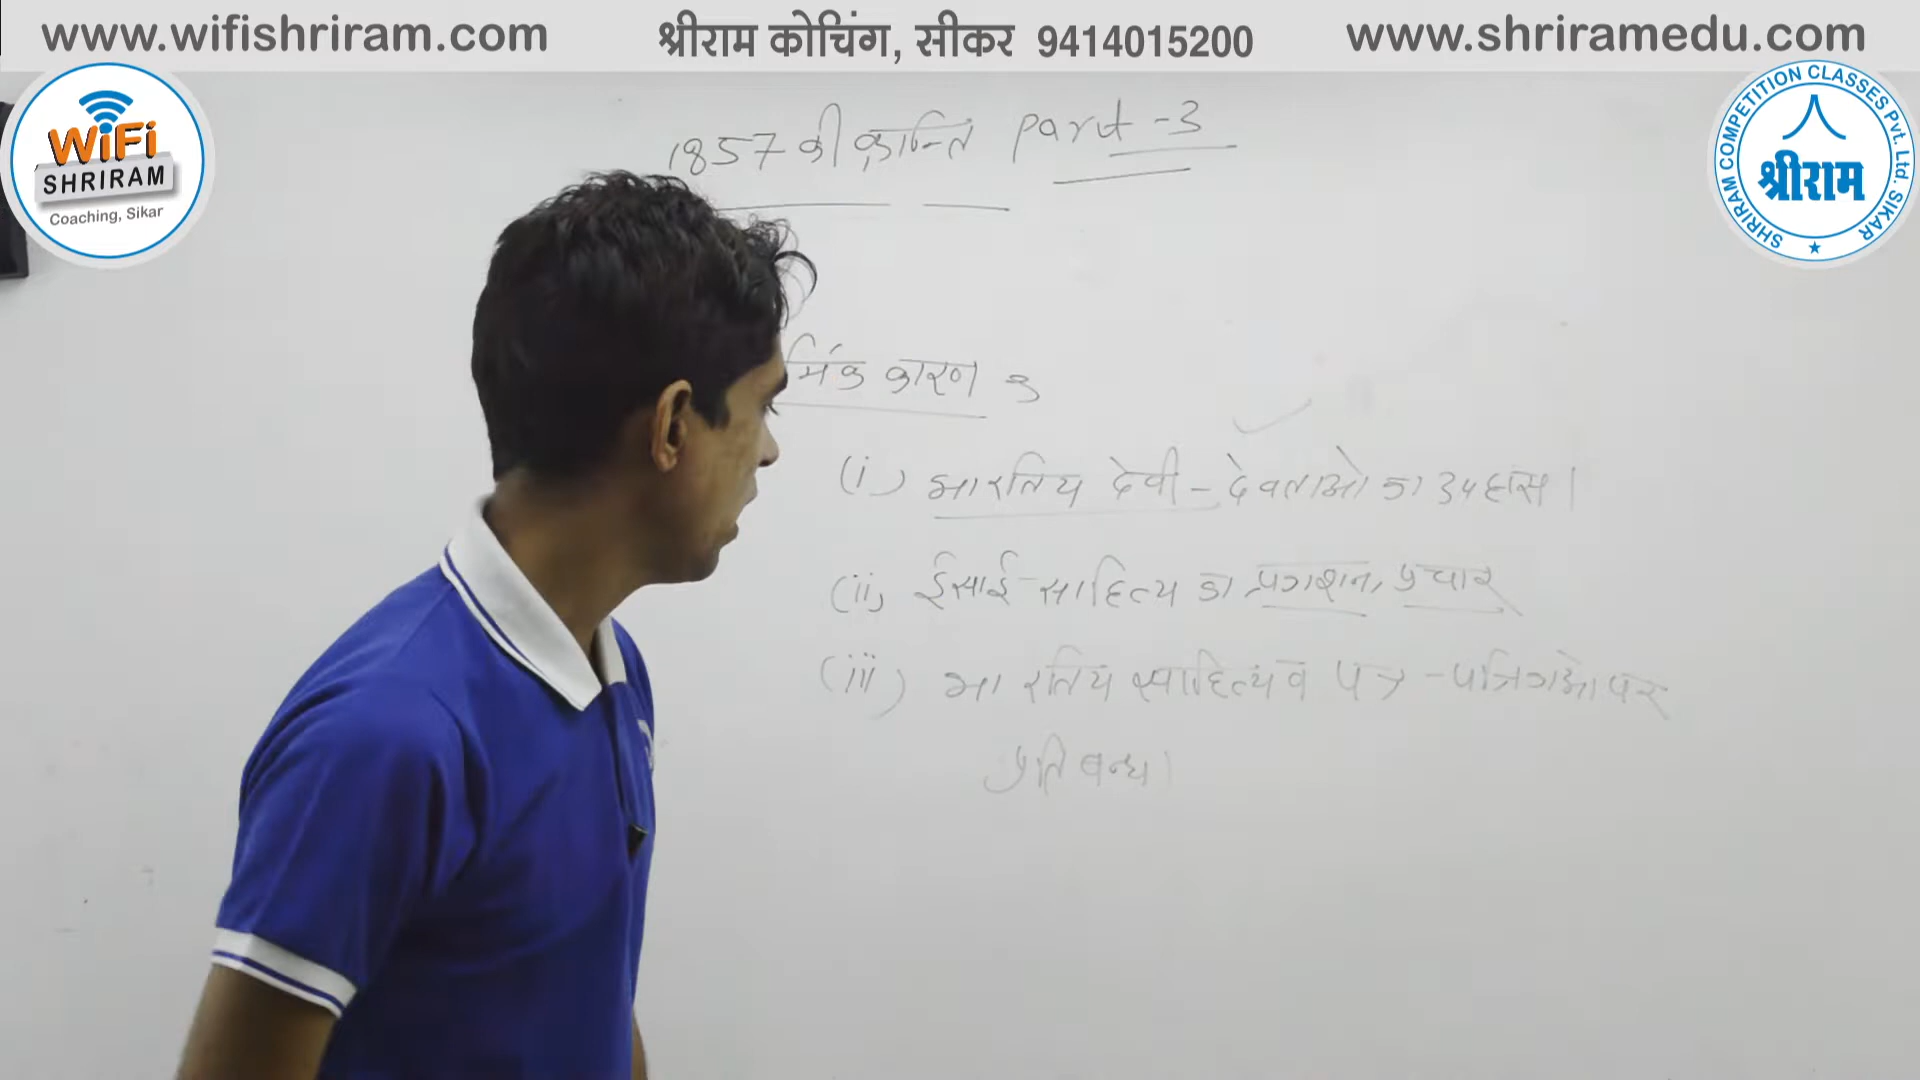 www.wifishriram.com
श्रीराम कोचिंग, सीकर 9414015200
www.shriramedu.com
WiFi
SHRIRAM
Coaching, Sikar
SHRIRAM COMPETITION CLASSES Pvt. Ltd. SIKAR
श्रीराम
1857 की क्रान्ति Part -3
र्मिक कारण
(i) भारतिय देवी - देवताओ का उपहास।
(ii) ईसाई साहित्य का प्रकाशन, प्रचार
(iii) भारतिय साहित्य व पत्र - पत्रिकाओ पर
प्रतिबन्ध।